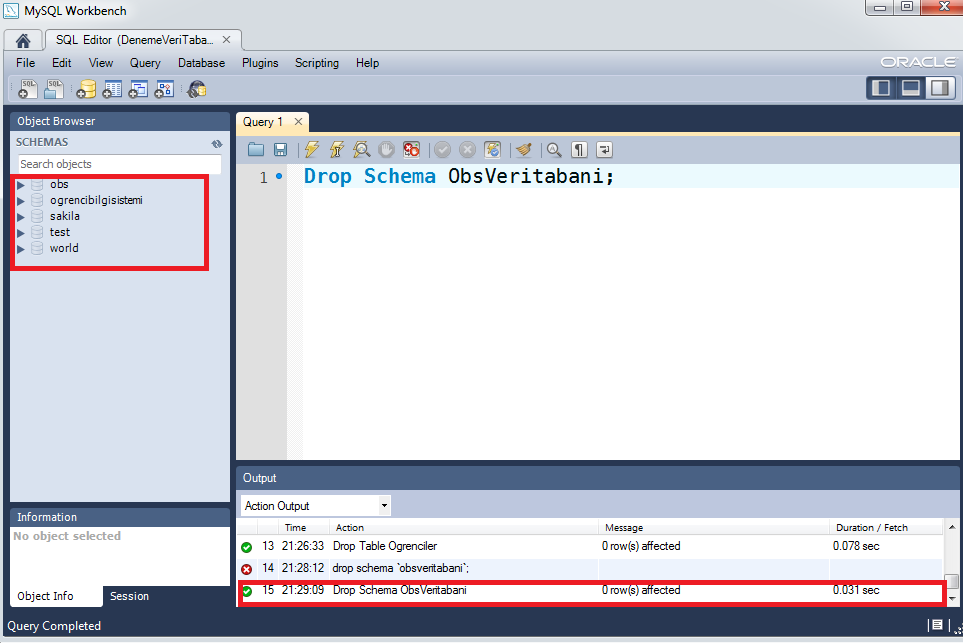 MySQL Workbench
SQL Editor (DenemeVeriTaba...
File Edit View Query Database Plugins Scripting Help
ORACLE
SQL SQL
Object Browser
Query 1
SCHEMAS
Search objects
obs
ogrencibilgisistemi
sakila
test
world
1 Drop Schema ObsVeritabani;
Output
Action Output
Time Action Message Duration / Fetch
13 21:26:33 Drop Table Ogrenciler 0 row(s) affected 0.078 sec
14 21:28:12 drop schema `obsveritabani`;
15 21:29:09 Drop Schema ObsVeritabani 0 row(s) affected 0.031 sec
Information
No object selected
Object Info Session
Query Completed